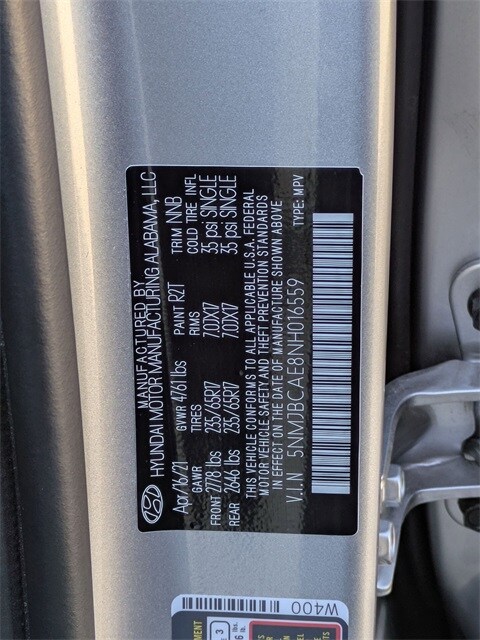 MANUFACTURED BY
HYUNDAI MOTOR MANUFACTURING ALABAMA, LLC
Apr/16/21 GVWR 4761 lbs PAINT R2T TRIM NNB
GAWR TIRES RIMS COLD TIRE INFL
FRONT 2778 lbs 235/65R17 7.0JX17 35 psi SINGLE
REAR 2646 lbs 235/65R17 7.0JX17 35 psi SINGLE
THIS VEHICLE CONFORMS TO ALL APPLICABLE U.S.A. FEDERAL
MOTOR VEHICLE SAFETY AND THEFT PREVENTION STANDARDS
IN EFFECT ON THE DATE OF MANUFACTURE SHOWN ABOVE
V.I.N 5NMJBCAE8NH016559 TYPE: MPV
W400
3
lbs.